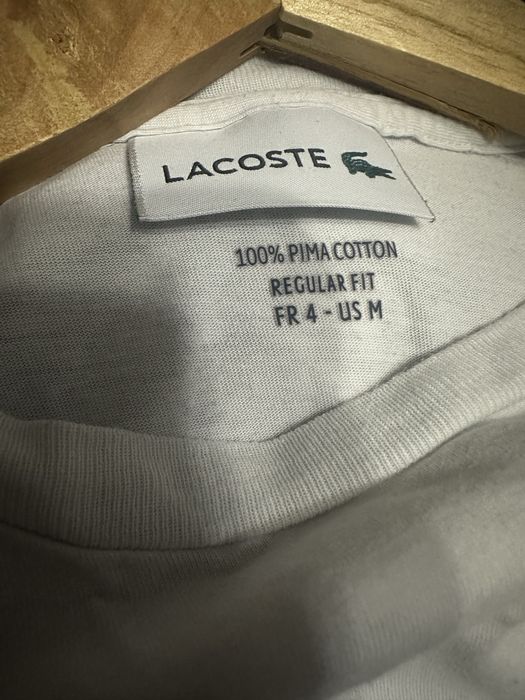 LACOSTE
100% PIMA COTTON
REGULAR FIT
FR 4 - US M